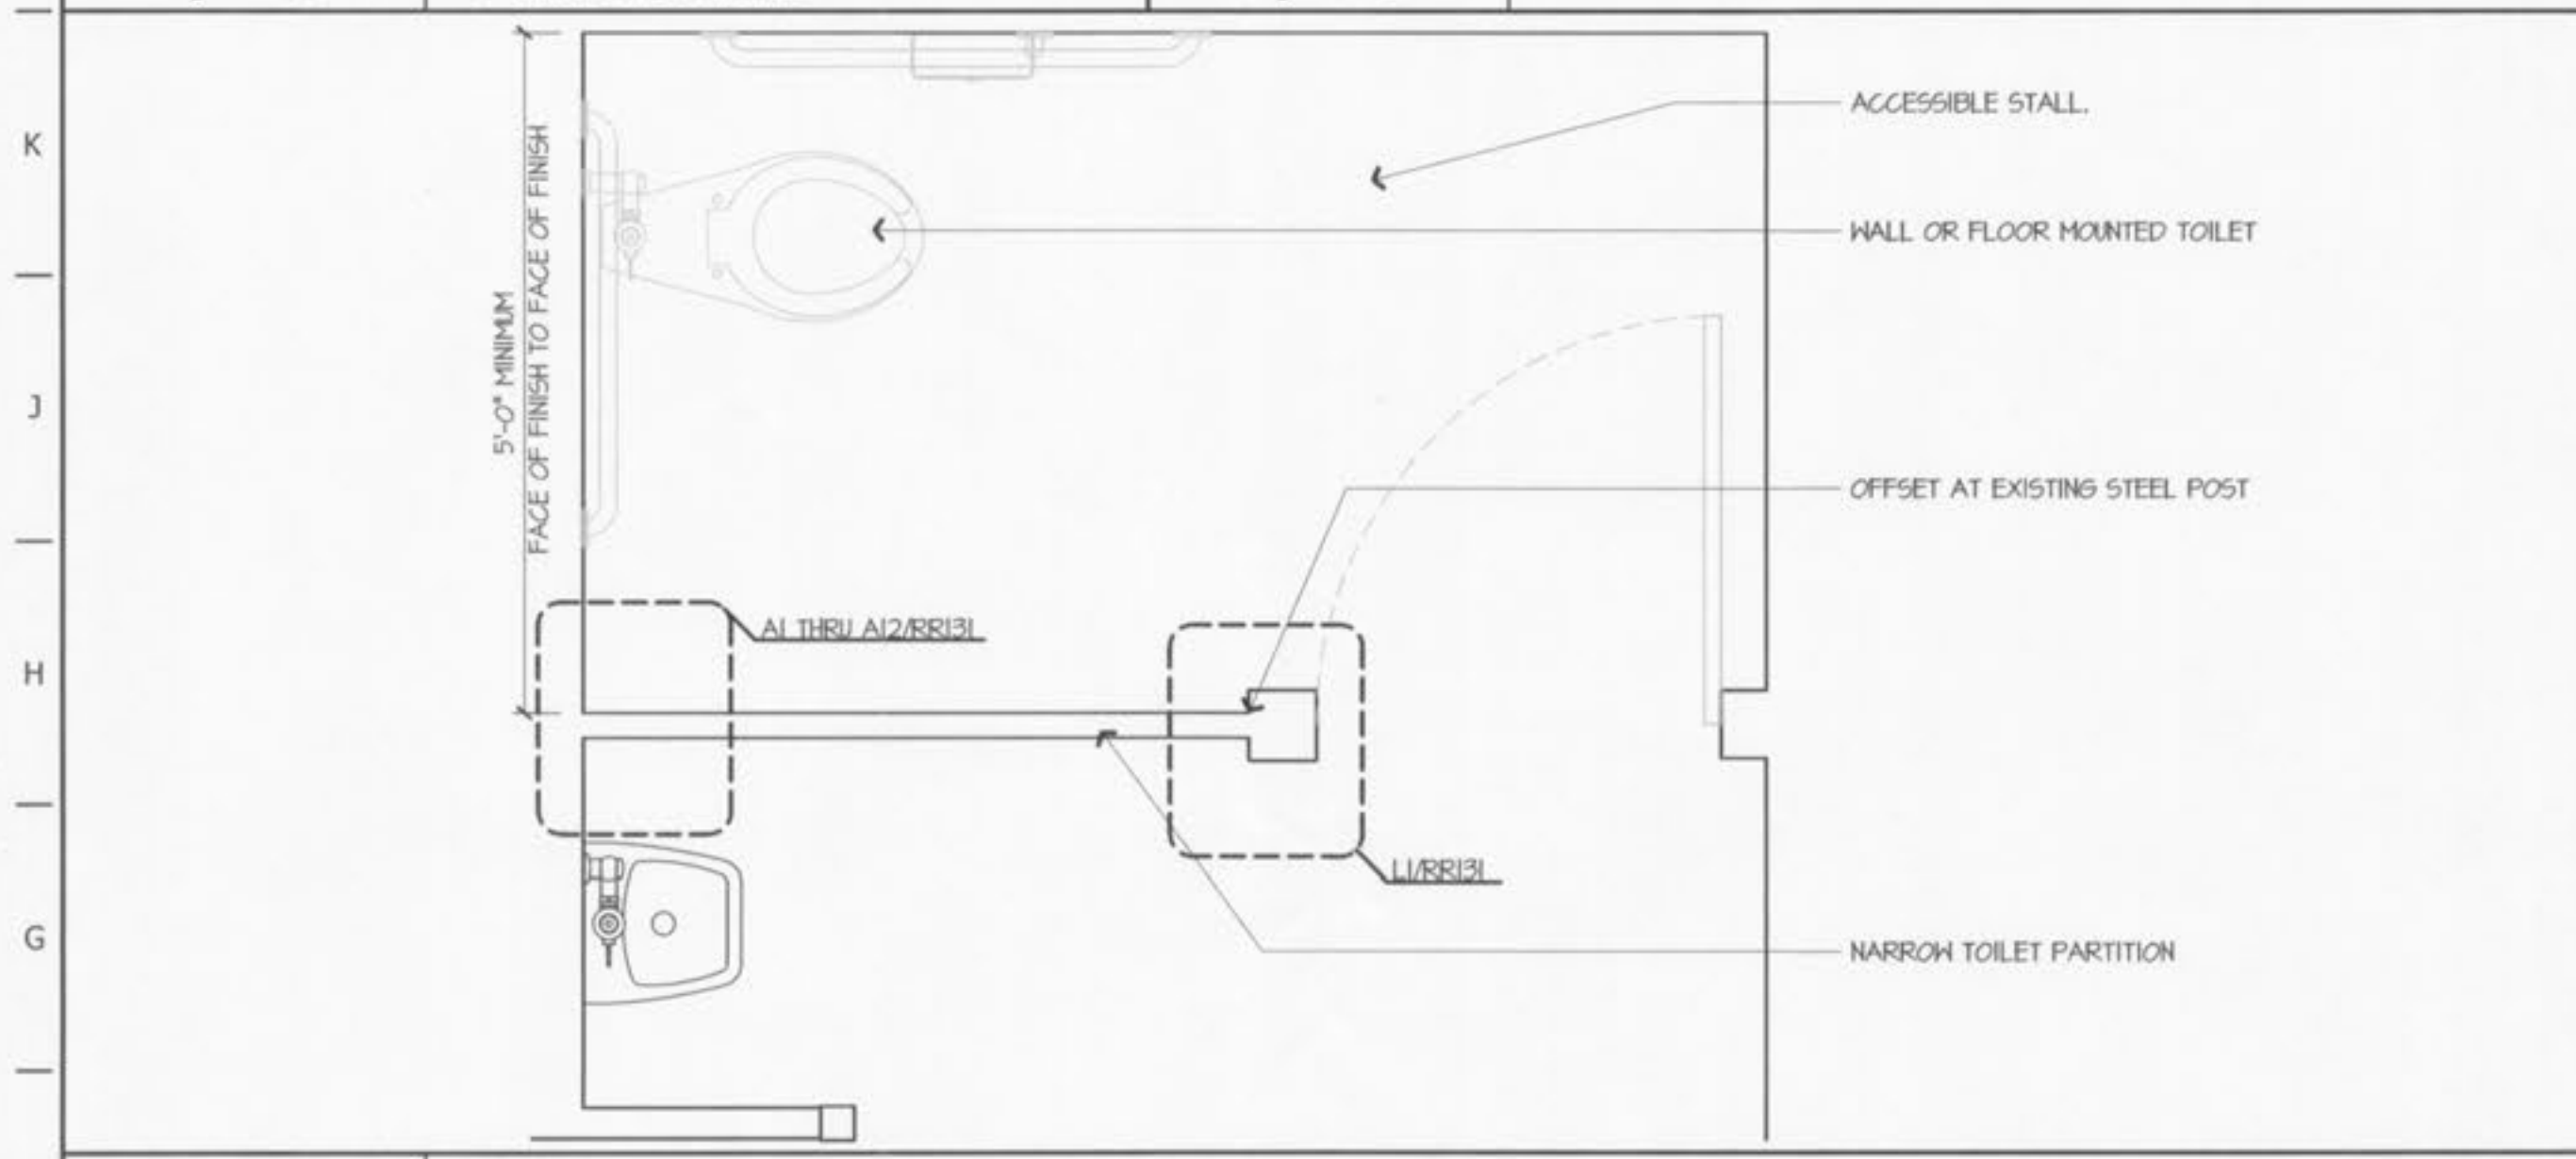 K
J
H
G
5'-0" MINIMUM
FACE OF FINISH TO FACE OF FINISH
ACCESSIBLE STALL.
WALL OR FLOOR MOUNTED TOILET
OFFSET AT EXISTING STEEL POST
A1 THRU A12/RR131
L1/RR131
NARROW TOILET PARTITION